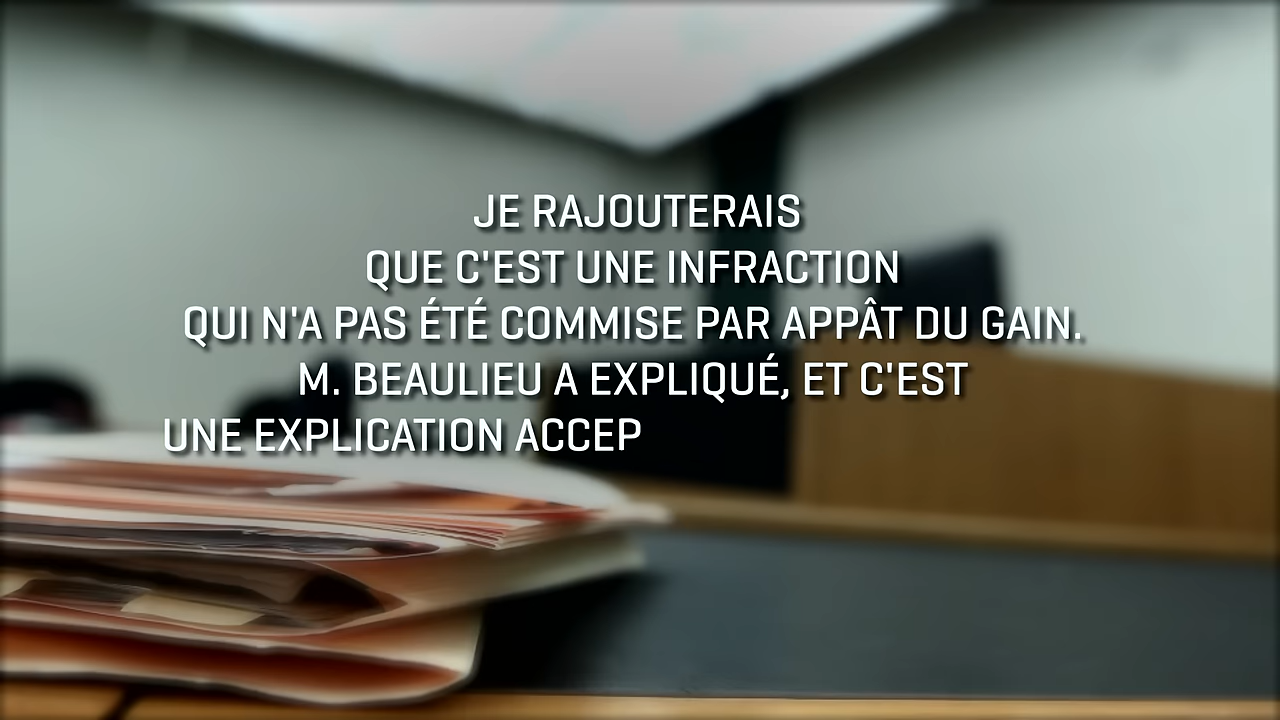 JE RAJOUTERAIS
QUE C'EST UNE INFRACTION
QUI N'A PAS ÉTÉ COMMISE PAR APPÂT DU GAIN.
M. BEAULIEU A EXPLIQUÉ, ET C'EST
UNE EXPLICATION ACCEP